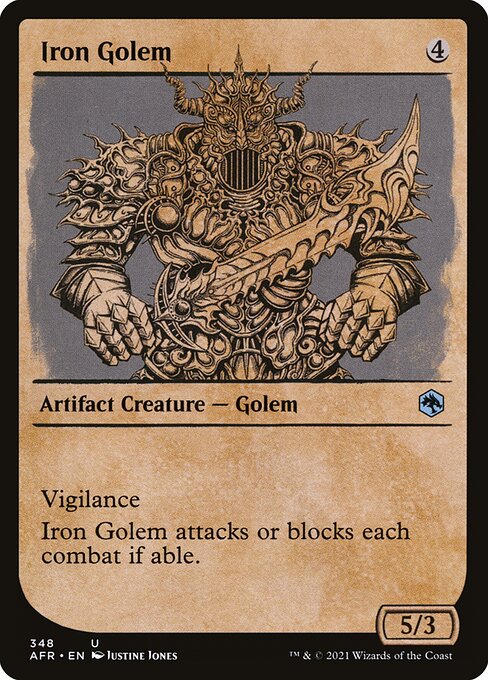 Iron Golem 4
Artifact Creature — Golem
Vigilance
Iron Golem attacks or blocks each
combat if able.
5/3
348 U
AFR • EN Justine Jones ™ & © 2021 Wizards of the Coast